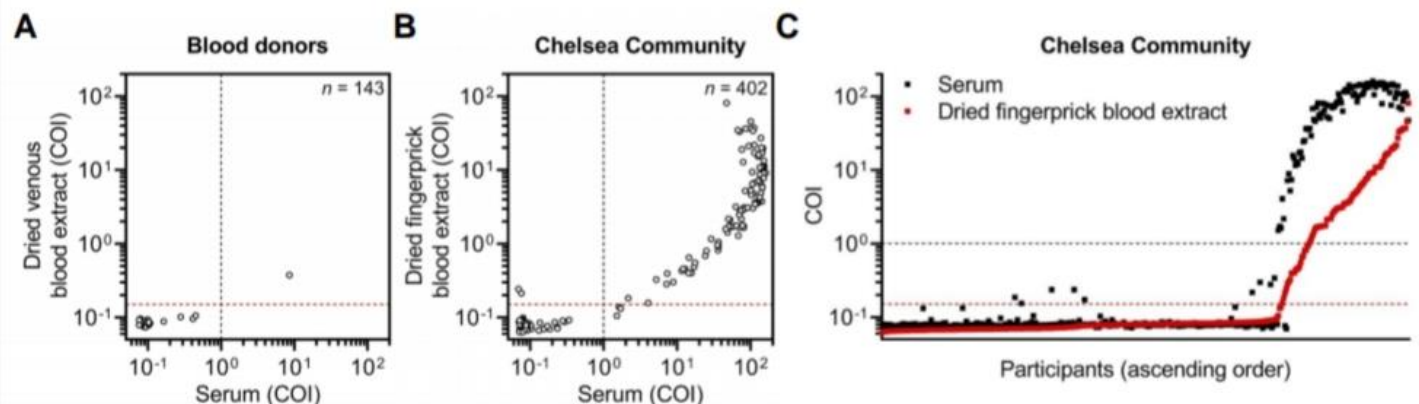 A
Blood donors
n = 143
10²
10¹
10⁰
10⁻¹
Dried venous
blood extract (COI)
10⁻¹ 10⁰ 10¹ 10²
Serum (COI)
B
Chelsea Community
n = 402
10²
10¹
10⁰
10⁻¹
Dried fingerprick
blood extract (COI)
10⁻¹ 10⁰ 10¹ 10²
Serum (COI)
C
Chelsea Community
Serum
Dried fingerprick blood extract
10²
10¹
10⁰
10⁻¹
COI
Participants (ascending order)